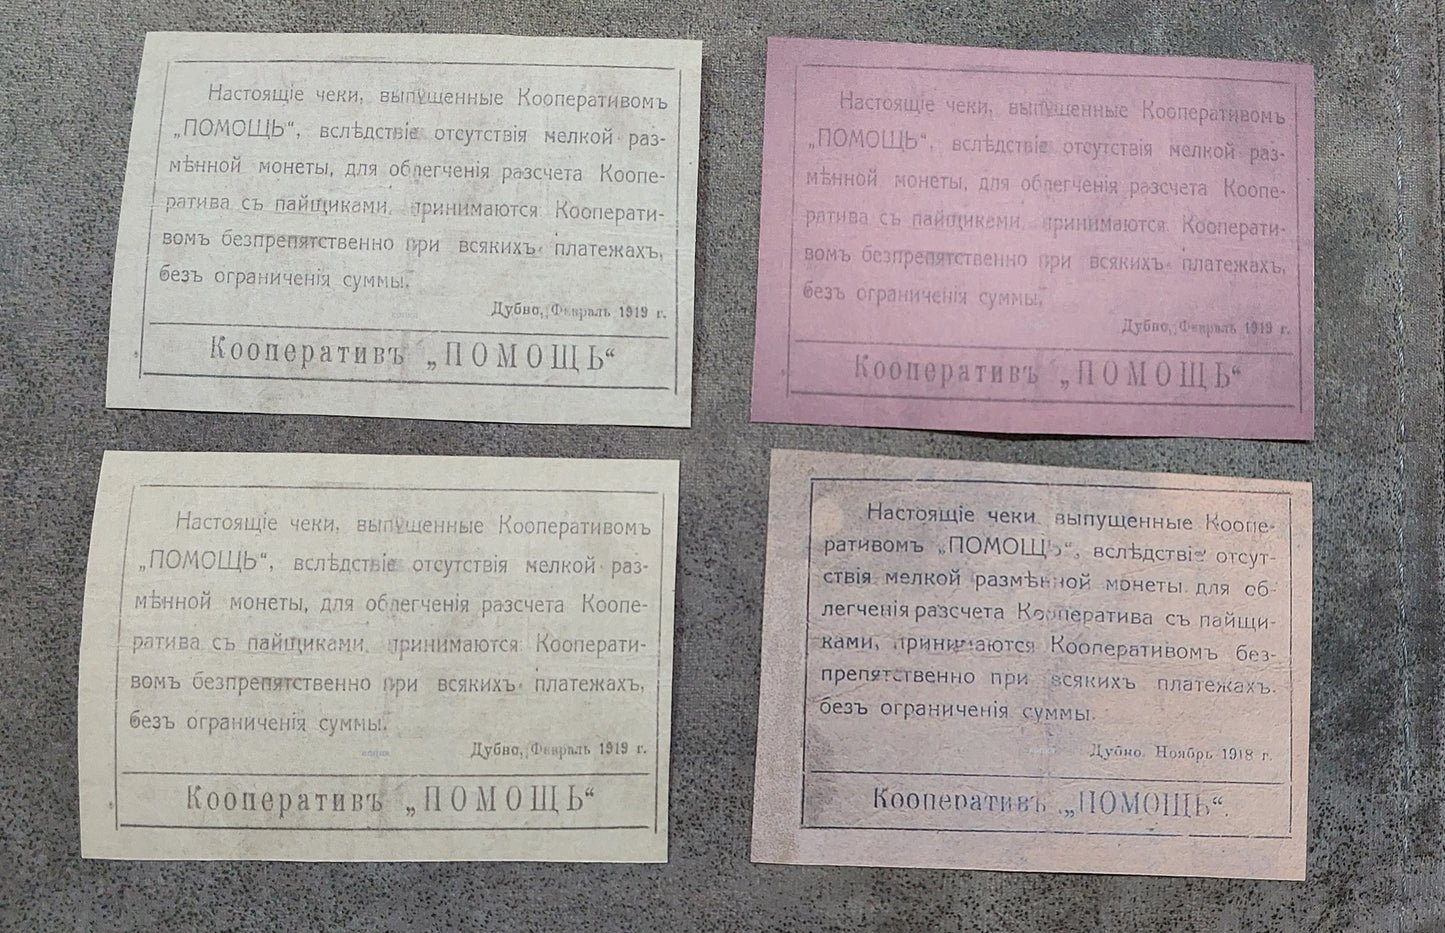 Настоящіе чеки, выпущенные Кооперативомъ
„ПОМОЩЬ“, вслѣдствіе отсутствія мелкой раз-
мѣнной монеты, для облегченія разсчета Коопе-
ратива съ пайщиками, принимаются Кооперати-
вомъ безпрепятственно при всякихъ платежахъ,
безъ ограниченія суммы.
копия
Дубно, Февраль 1919 г.
Кооперативъ „ПОМОЩЬ“
Настоящіе чеки, выпущенные Кооперативомъ
„ПОМОЩЬ“, вслѣдствіе отсутствія мелкой раз-
мѣнной монеты, для облегченія разсчета Коопе-
ратива съ пайщиками, принимаются Кооперати-
вомъ безпрепятственно при всякихъ платежахъ,
безъ ограниченія суммы.
Дубно, Февраль 1919 г.
Кооперативъ „ПОМОЩЬ“
Настоящіе чеки, выпущенные Кооперативомъ
„ПОМОЩЬ“, вслѣдствіе отсутствія мелкой раз-
мѣнной монеты, для облегченія разсчета Коопе-
ратива съ пайщиками, принимаются Кооперати-
вомъ безпрепятственно при всякихъ платежахъ,
безъ ограниченія суммы.
копия
Дубно, Февраль 1919 г.
Кооперативъ „ПОМОЩЬ“
Настоящіе чеки, выпущенные Коопе-
ративомъ „ПОМОЩЬ“, вслѣдствіе отсут-
ствія мелкой размѣнной монеты, для об-
легченія разсчета Кооператива съ пайщи-
ками, принимаются Кооперативомъ без-
препятственно при всякихъ платежахъ,
безъ ограниченія суммы.
Дубно, Ноябрь 1918 г.
Кооперативъ „ПОМОЩЬ“.